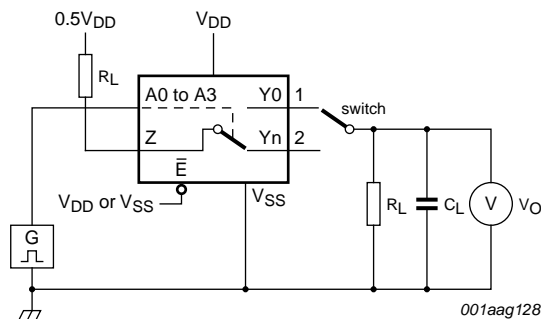 0.5VDD VDD
RL
A0 to A3 Y0 1
switch
Z Yn 2
E̅
VDD or VSS VSS
G RL CL V VO
001aag128